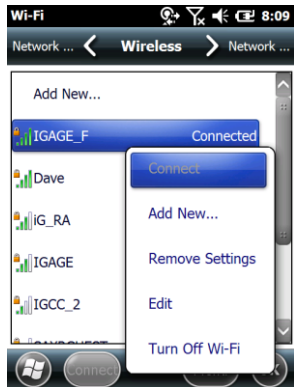 Wi-Fi 8:09
Network ... Wireless Network ...
Add New...
IGAGE_F Connected
Connect
Dave
Add New...
iG_RA
Remove Settings
IGAGE
Edit
IGCC_2
Turn Off Wi-Fi
Connect